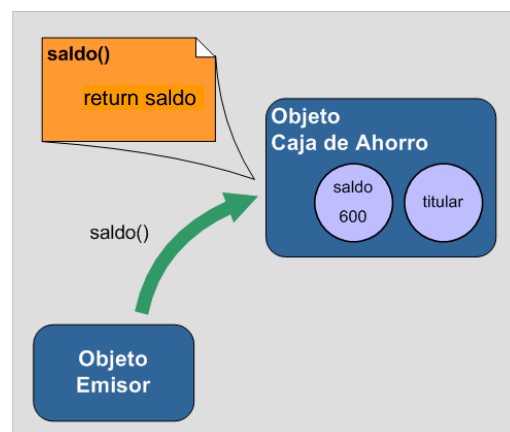 saldo()
return saldo
Objeto
Caja de Ahorro
saldo
600
titular
saldo()
Objeto
Emisor